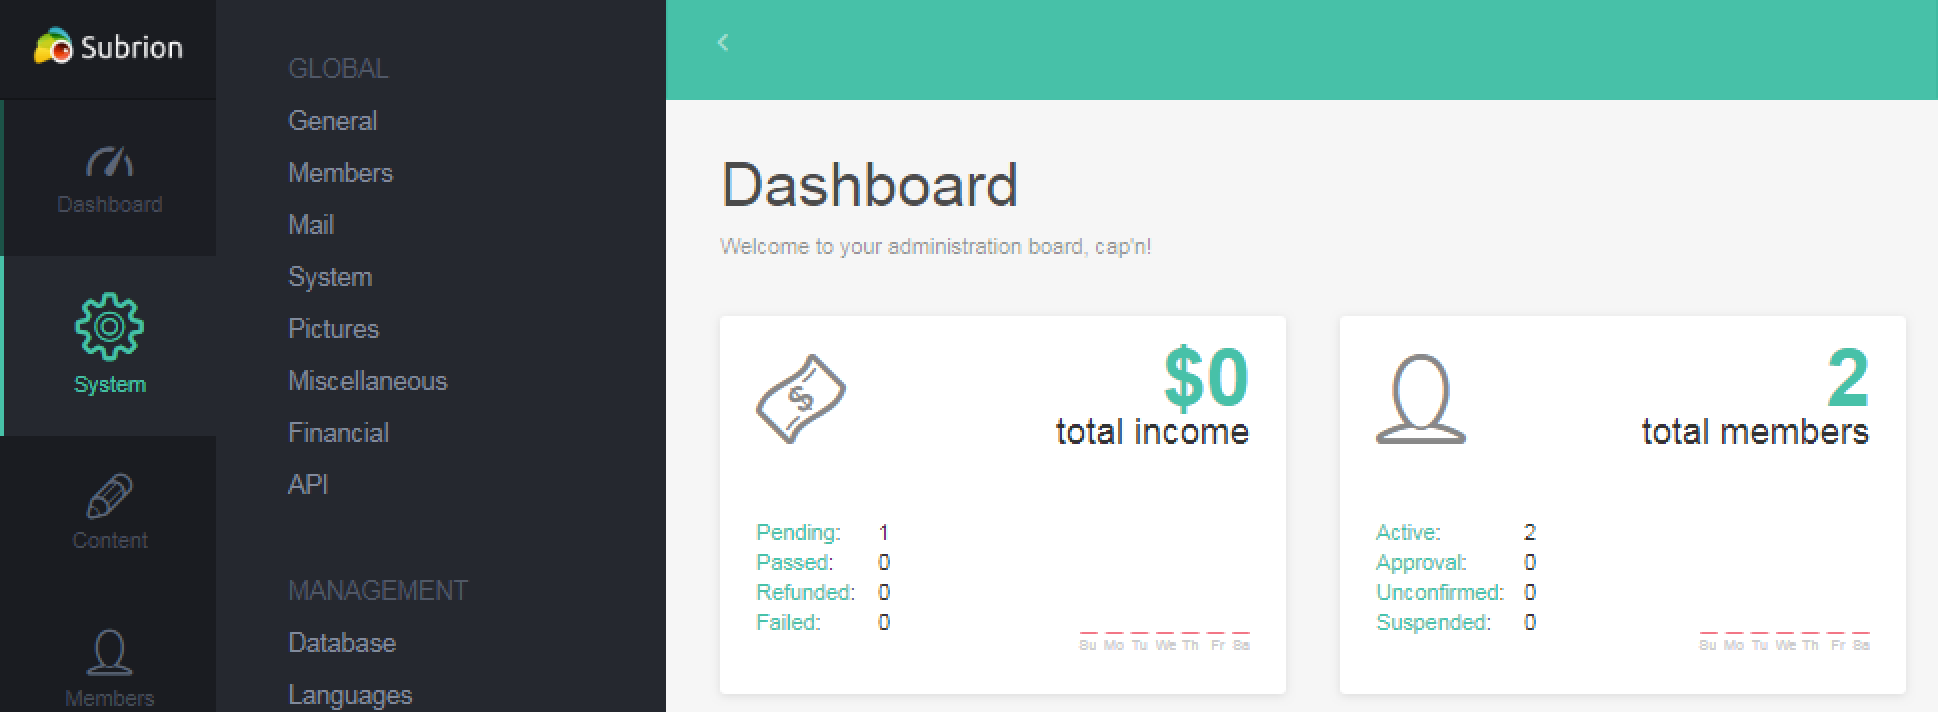 Subrion
Dashboard
System
Content
Members
GLOBAL
General
Members
Mail
System
Pictures
Miscellaneous
Financial
API
MANAGEMENT
Database
Languages
Dashboard
Welcome to your administration board, cap'n!
$
$0
total income
Pending: 1
Passed: 0
Refunded: 0
Failed: 0
Su Mo Tu We Th Fr Sa
2
total members
Active: 2
Approval: 0
Unconfirmed: 0
Suspended: 0
Su Mo Tu We Th Fr Sa